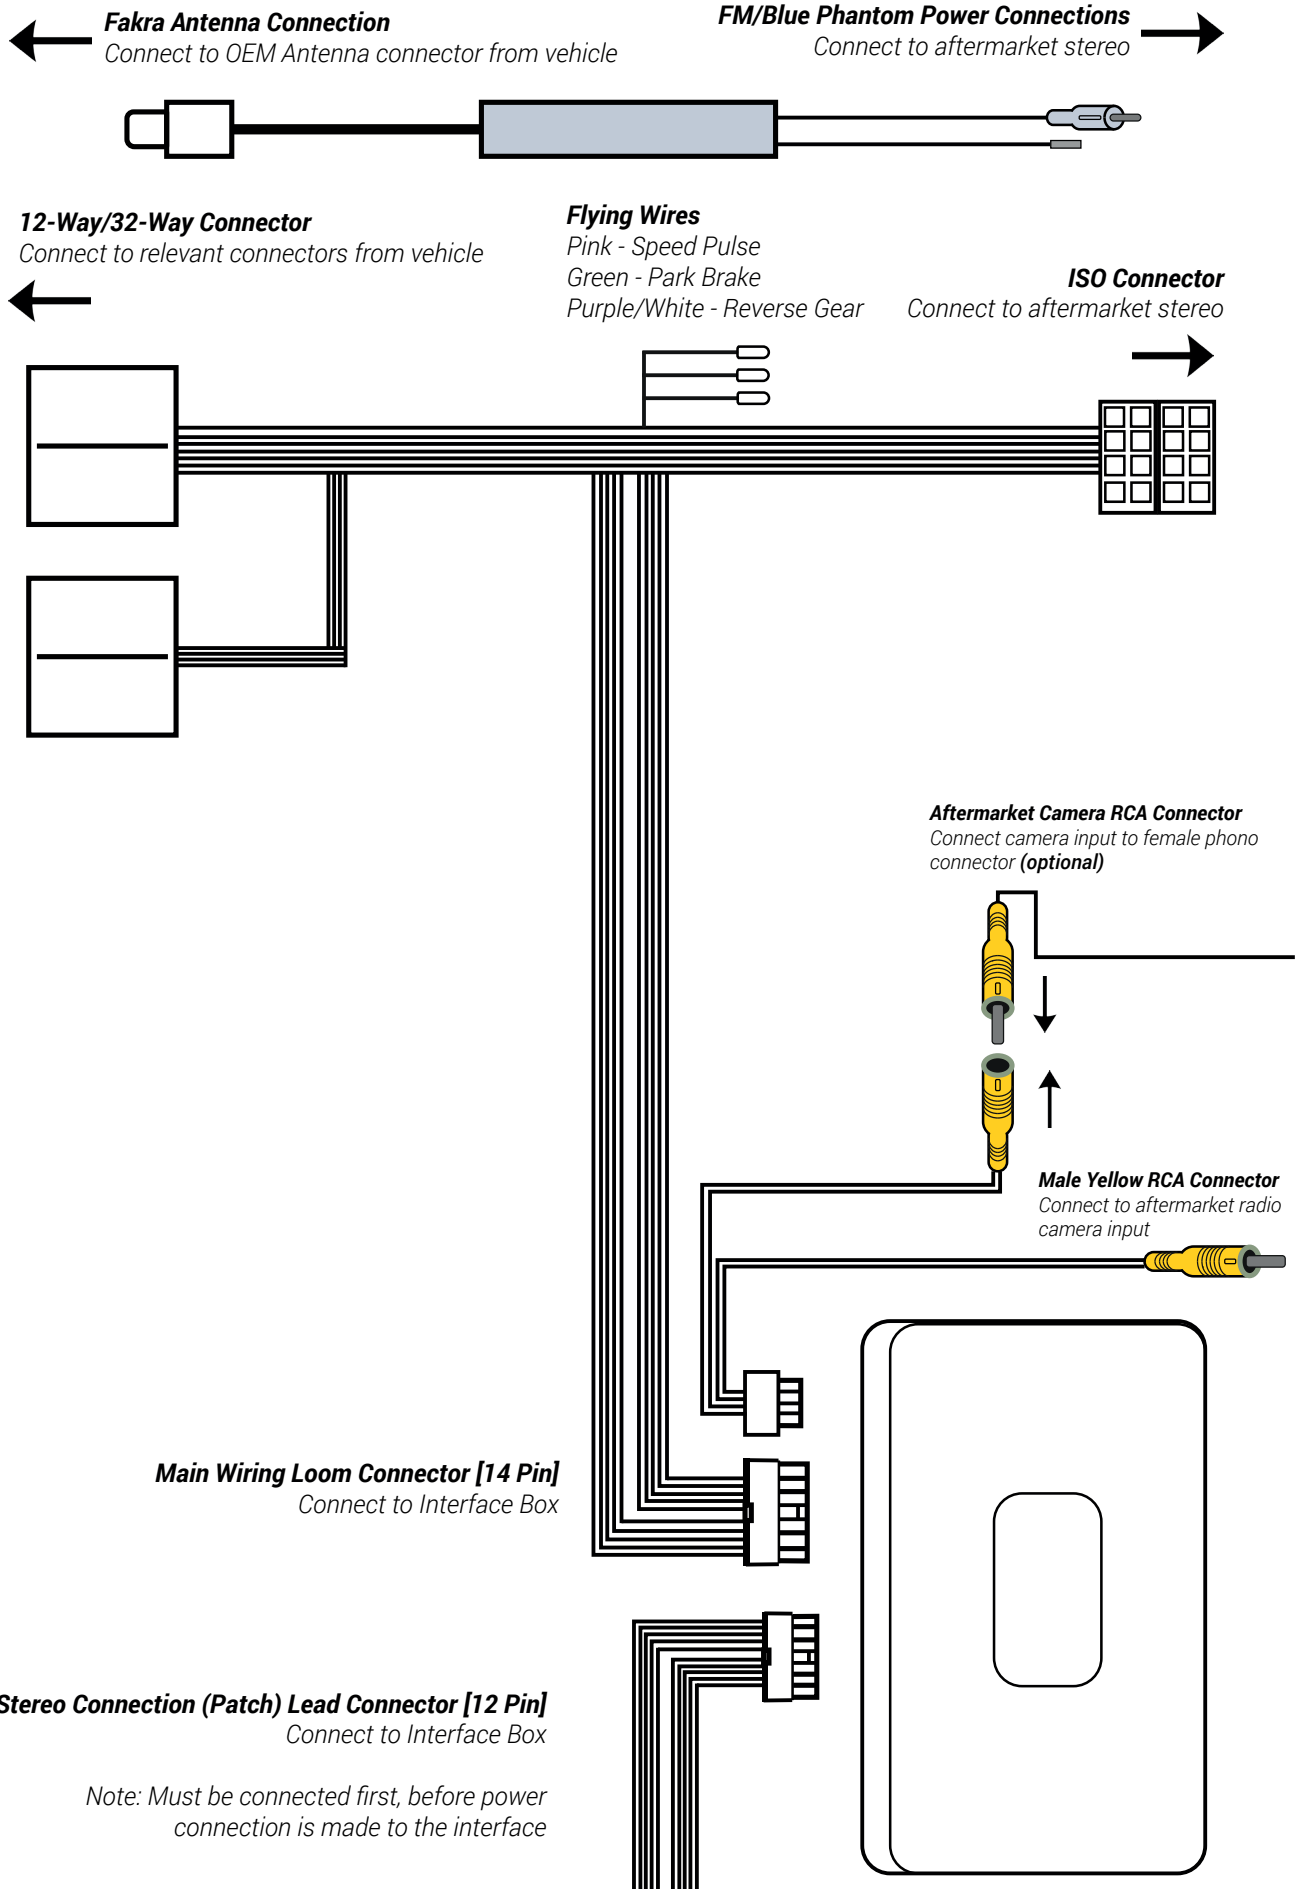 Fakra Antenna Connection
Connect to OEM Antenna connector from vehicle
FM/Blue Phantom Power Connections
Connect to aftermarket stereo
12-Way/32-Way Connector
Connect to relevant connectors from vehicle
Flying Wires
Pink - Speed Pulse
Green - Park Brake
Purple/White - Reverse Gear
ISO Connector
Connect to aftermarket stereo
Aftermarket Camera RCA Connector
Connect camera input to female phono
connector (optional)
Male Yellow RCA Connector
Connect to aftermarket radio
camera input
Main Wiring Loom Connector [14 Pin]
Connect to Interface Box
Stereo Connection (Patch) Lead Connector [12 Pin]
Connect to Interface Box
Note: Must be connected first, before power
connection is made to the interface